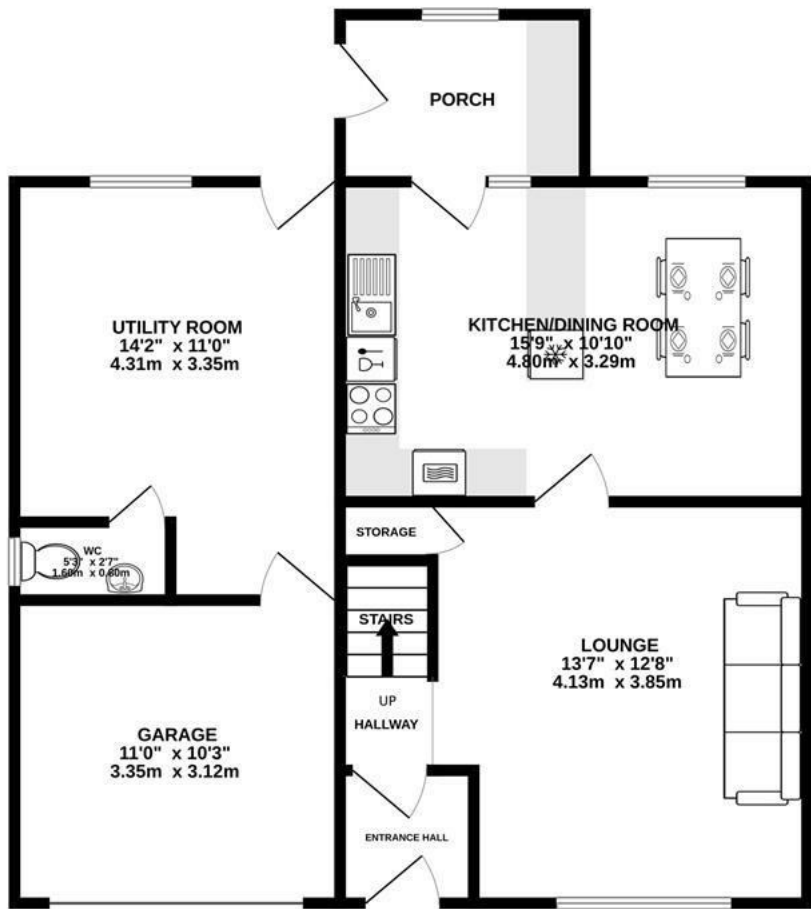 PORCH
UTILITY ROOM
14'2" x 11'0"
4.31m x 3.35m
KITCHEN/DINING ROOM
15'9" x 10'10"
4.80m x 3.29m
STORAGE
WC
5'3" x 2'7"
1.60m x 0.80m
STAIRS
LOUNGE
13'7" x 12'8"
4.13m x 3.85m
UP
HALLWAY
GARAGE
11'0" x 10'3"
3.35m x 3.12m
ENTRANCE HALL